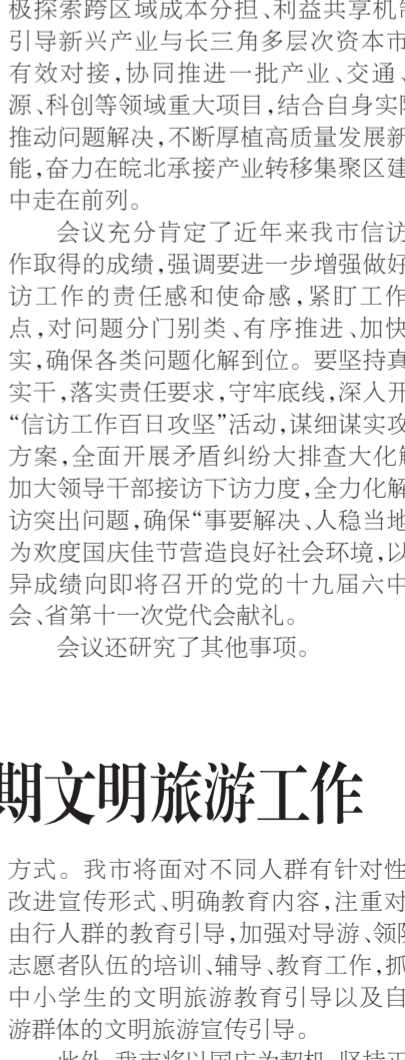 极探索跨区域成本分担、利益共享机制
引导新兴产业与长三角多层次资本市
有效对接,协同推进一批产业、交通、
源、科创等领域重大项目,结合自身实际
推动问题解决,不断厚植高质量发展新
能,奋力在皖北承接产业转移集聚区建
中走在前列。
会议充分肯定了近年来我市信访
作取得的成绩,强调要进一步增强做好
访工作的责任感和使命感,紧盯工作
点,对问题分门别类、有序推进、加快
实,确保各类问题化解到位。要坚持真
实干,落实责任要求,守牢底线,深入开
“信访工作百日攻坚”活动,谋细谋实攻
方案,全面开展矛盾纠纷大排查大化解
加大领导干部接访下访力度,全力化解
访突出问题,确保“事要解决、人稳当地
为欢度国庆佳节营造良好社会环境,以
异成绩向即将召开的党的十九届六中
会、省第十一次党代会献礼。
会议还研究了其他事项。
期文明旅游工作
方式。我市将面对不同人群有针对性
改进宣传形式、明确教育内容,注重对
由行人群的教育引导,加强对导游、领队
志愿者队伍的培训、辅导、教育工作,抓
中小学生的文明旅游教育引导以及自
游群体的文明旅游宣传引导。
此外,我市将以国庆为契机,坚持正